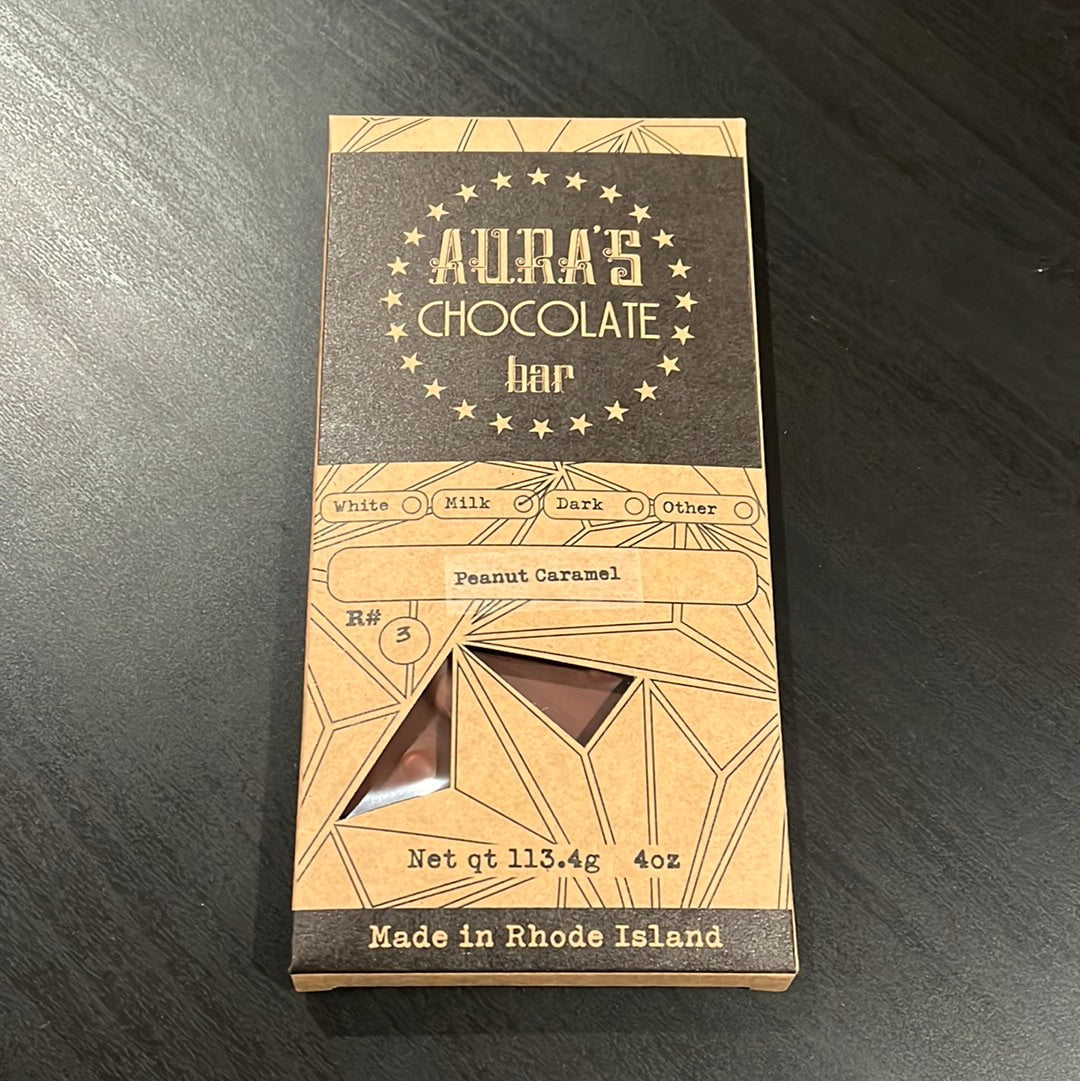 AURA'S
CHOCOLATE
bar
White Milk Dark Other
Peanut Caramel
R# 3
Net qt 113.4g 4oz
Made in Rhode Island